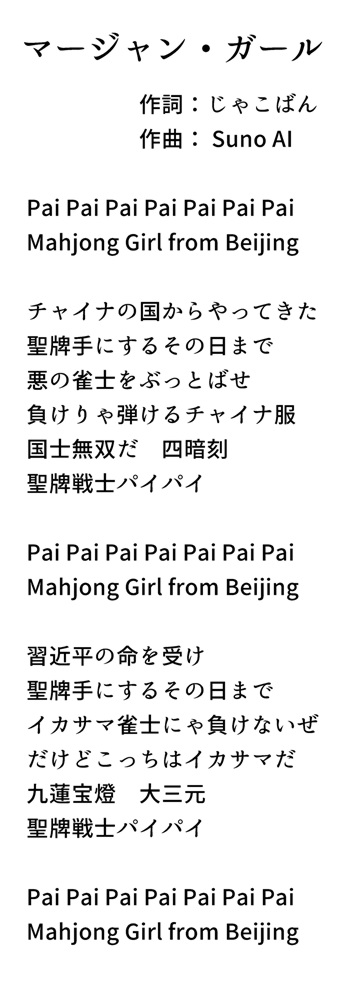 マージャン・ガール
作詞：じゃこばん
作曲： Suno AI
Pai Pai Pai Pai Pai Pai Pai
Mahjong Girl from Beijing
チャイナの国からやってきた
聖牌手にするその日まで
悪の雀士をぶっとばせ
負けりゃ弾けるチャイナ服
国士無双だ　四暗刻
聖牌戦士パイパイ
Pai Pai Pai Pai Pai Pai Pai
Mahjong Girl from Beijing
習近平の命を受け
聖牌手にするその日まで
イカサマ雀士にゃ負けないぜ
だけどこっちはイカサマだ
九蓮宝燈　大三元
聖牌戦士パイパイ
Pai Pai Pai Pai Pai Pai Pai
Mahjong Girl from Beijing